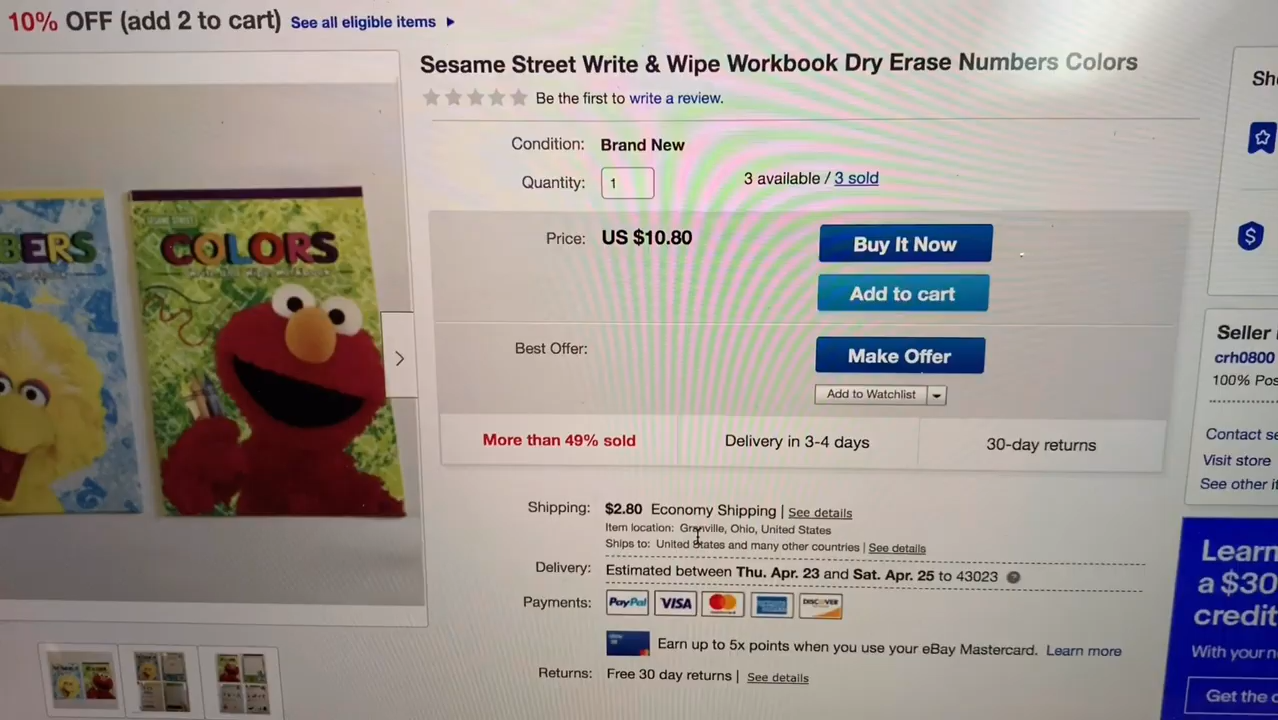 10% OFF (add 2 to cart) See all eligible items
Sesame Street Write & Wipe Workbook Dry Erase Numbers Colors
Be the first to write a review.
Condition: Brand New
Quantity: 1 3 available / 3 sold
Price: US $10.80
Buy It Now
Add to cart
Best Offer:
Make Offer
Add to Watchlist
More than 49% sold Delivery in 3-4 days 30-day returns
Shipping: $2.80 Economy Shipping | See details
Item location: Granville, Ohio, United States
Ships to: United States and many other countries | See details
Delivery: Estimated between Thu. Apr. 23 and Sat. Apr. 25 to 43023
Payments: PayPal VISA DISCOVER
Earn up to 5x points when you use your eBay Mastercard. Learn more
Returns: Free 30 day returns | See details
BERS
SESAME STREET
COLORS
Sh
Seller
crh0800
100% Pos
Contact se
Visit store
See other it
Learn
a $30
credit
With your n
Get the c